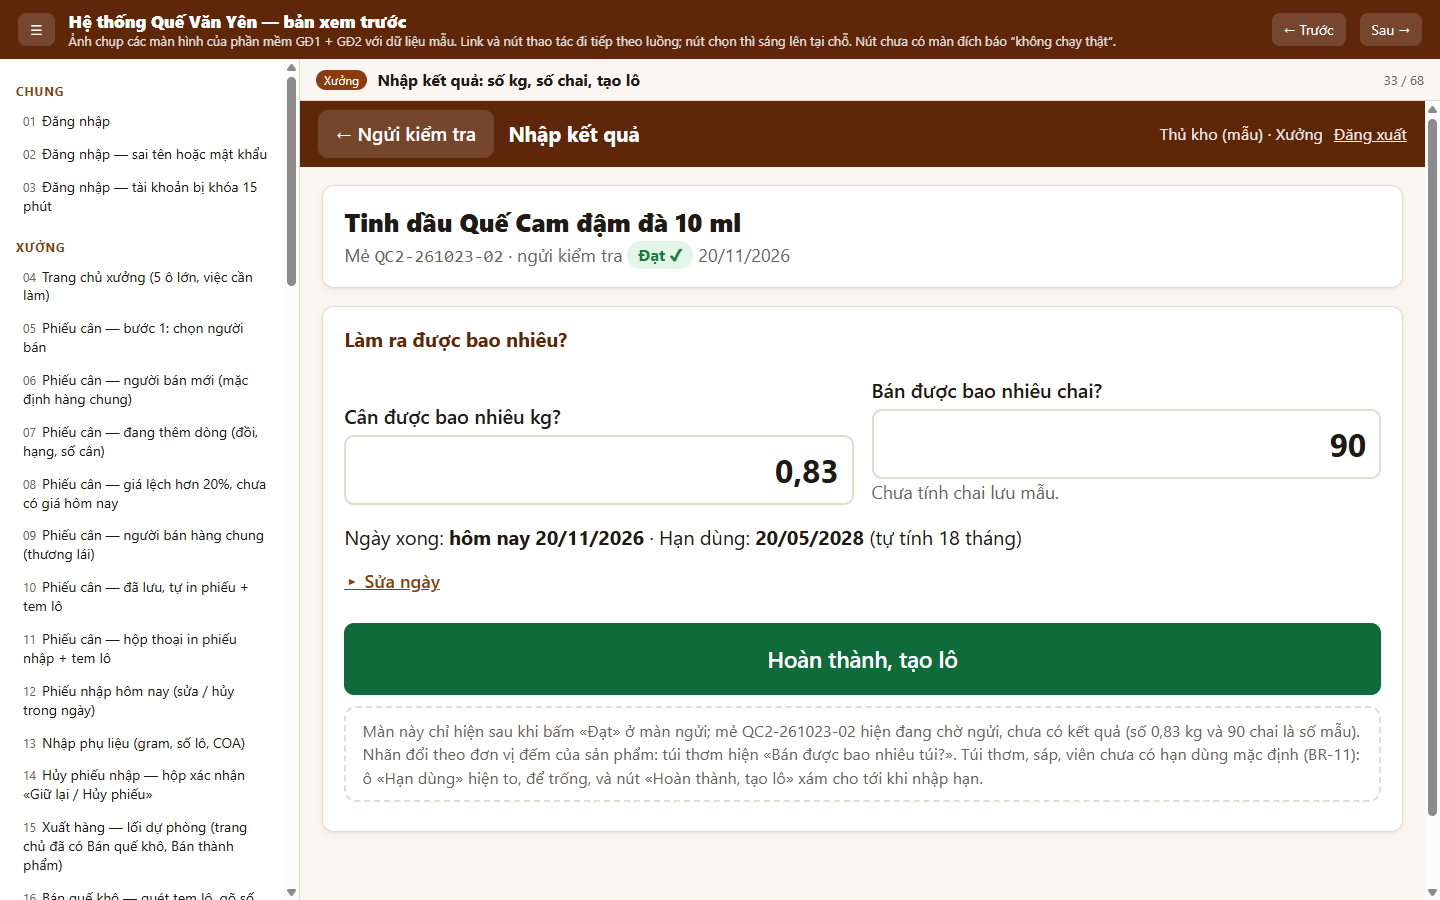 ☰
Hệ thống Quế Văn Yên — bản xem trước
Ảnh chụp các màn hình của phần mềm GĐ1 + GĐ2 với dữ liệu mẫu. Link và nút thao tác đi tiếp theo luồng; nút chọn thì sáng lên tại chỗ. Nút chưa có màn đích báo “không chạy thật”.
← Trước
Sau →
CHUNG
01 Đăng nhập
02 Đăng nhập — sai tên hoặc mật khẩu
03 Đăng nhập — tài khoản bị khóa 15
phút
XƯỞNG
04 Trang chủ xưởng (5 ô lớn, việc cần
làm)
05 Phiếu cân — bước 1: chọn người
bán
06 Phiếu cân — người bán mới (mặc
định hàng chung)
07 Phiếu cân — đang thêm dòng (đồi,
hạng, số cân)
08 Phiếu cân — giá lệch hơn 20%, chưa
có giá hôm nay
09 Phiếu cân — người bán hàng chung
(thương lái)
10 Phiếu cân — đã lưu, tự in phiếu +
tem lô
11 Phiếu cân — hộp thoại in phiếu
nhập + tem lô
12 Phiếu nhập hôm nay (sửa / hủy
trong ngày)
13 Nhập phụ liệu (gram, số lô, COA)
14 Hủy phiếu nhập — hộp xác nhận
«Giữ lại / Hủy phiếu»
15 Xuất hàng — lối dự phòng (trang
chủ đã có Bán quế khô, Bán thành
phẩm)
16 Bán quế khô — quét tem lô, gõ số
Xưởng
Nhập kết quả: số kg, số chai, tạo lô
33 / 68
← Ngửi kiểm tra
Nhập kết quả
Thủ kho (mẫu) · Xưởng
Đăng xuất
Tinh dầu Quế Cam đậm đà 10 ml
Mẻ QC2-261023-02 · ngửi kiểm tra Đạt ✓ 20/11/2026
Làm ra được bao nhiêu?
Cân được bao nhiêu kg?
0,83
Bán được bao nhiêu chai?
90
Chưa tính chai lưu mẫu.
Ngày xong: hôm nay 20/11/2026 · Hạn dùng: 20/05/2028 (tự tính 18 tháng)
▸ Sửa ngày
Hoàn thành, tạo lô
Màn này chỉ hiện sau khi bấm «Đạt» ở màn ngửi; mẻ QC2-261023-02 hiện đang chờ ngửi, chưa có kết quả (số 0,83 kg và 90 chai là số mẫu).
Nhãn đổi theo đơn vị đếm của sản phẩm: túi thơm hiện «Bán được bao nhiêu túi?». Túi thơm, sáp, viên chưa có hạn dùng mặc định (BR-11):
ô «Hạn dùng» hiện to, để trống, và nút «Hoàn thành, tạo lô» xám cho tới khi nhập hạn.